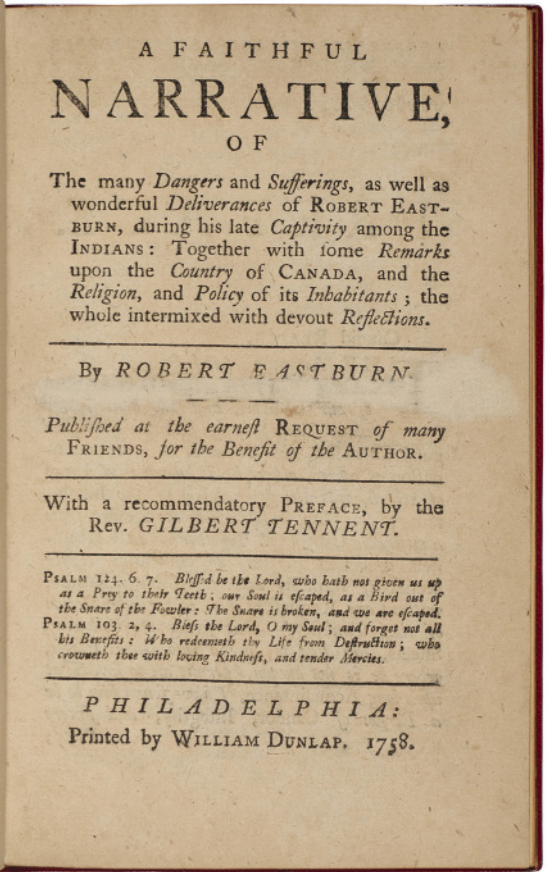 A FAITHFUL
NARRATIVE,
OF
The many Dangers and Sufferings, as well as
wonderful Deliverances of ROBERT EAST-
BURN, during his late Captivity among the
INDIANS: Together with ſome Remarks
upon the Country of CANADA, and the
Religion, and Policy of its Inhabitants; the
whole intermixed with devout Reflections.
By ROBERT EASTBURN.
Publiſhed at the earneſt REQUEST of many
FRIENDS, for the Benefit of the AUTHOR.
With a recommendatory PREFACE, by the
Rev. GILBERT TENNENT.
PSALM 124. 6. 7. Bleſſed be the Lord, who hath not given us up
as a Prey to their Teeth; our Soul is eſcaped, as a Bird out of
the Snare of the Fowler: The Snare is broken, and we are eſcaped.
PSALM 103. 2, 4. Bleſs the Lord, O my Soul; and forget not all
his Benefits: Who redeemeth thy Life from Deſtruction; who
crowneth thee with loving Kindneſs, and tender Mercies.
PHILADELPHIA:
Printed by WILLIAM DUNLAP. 1758.